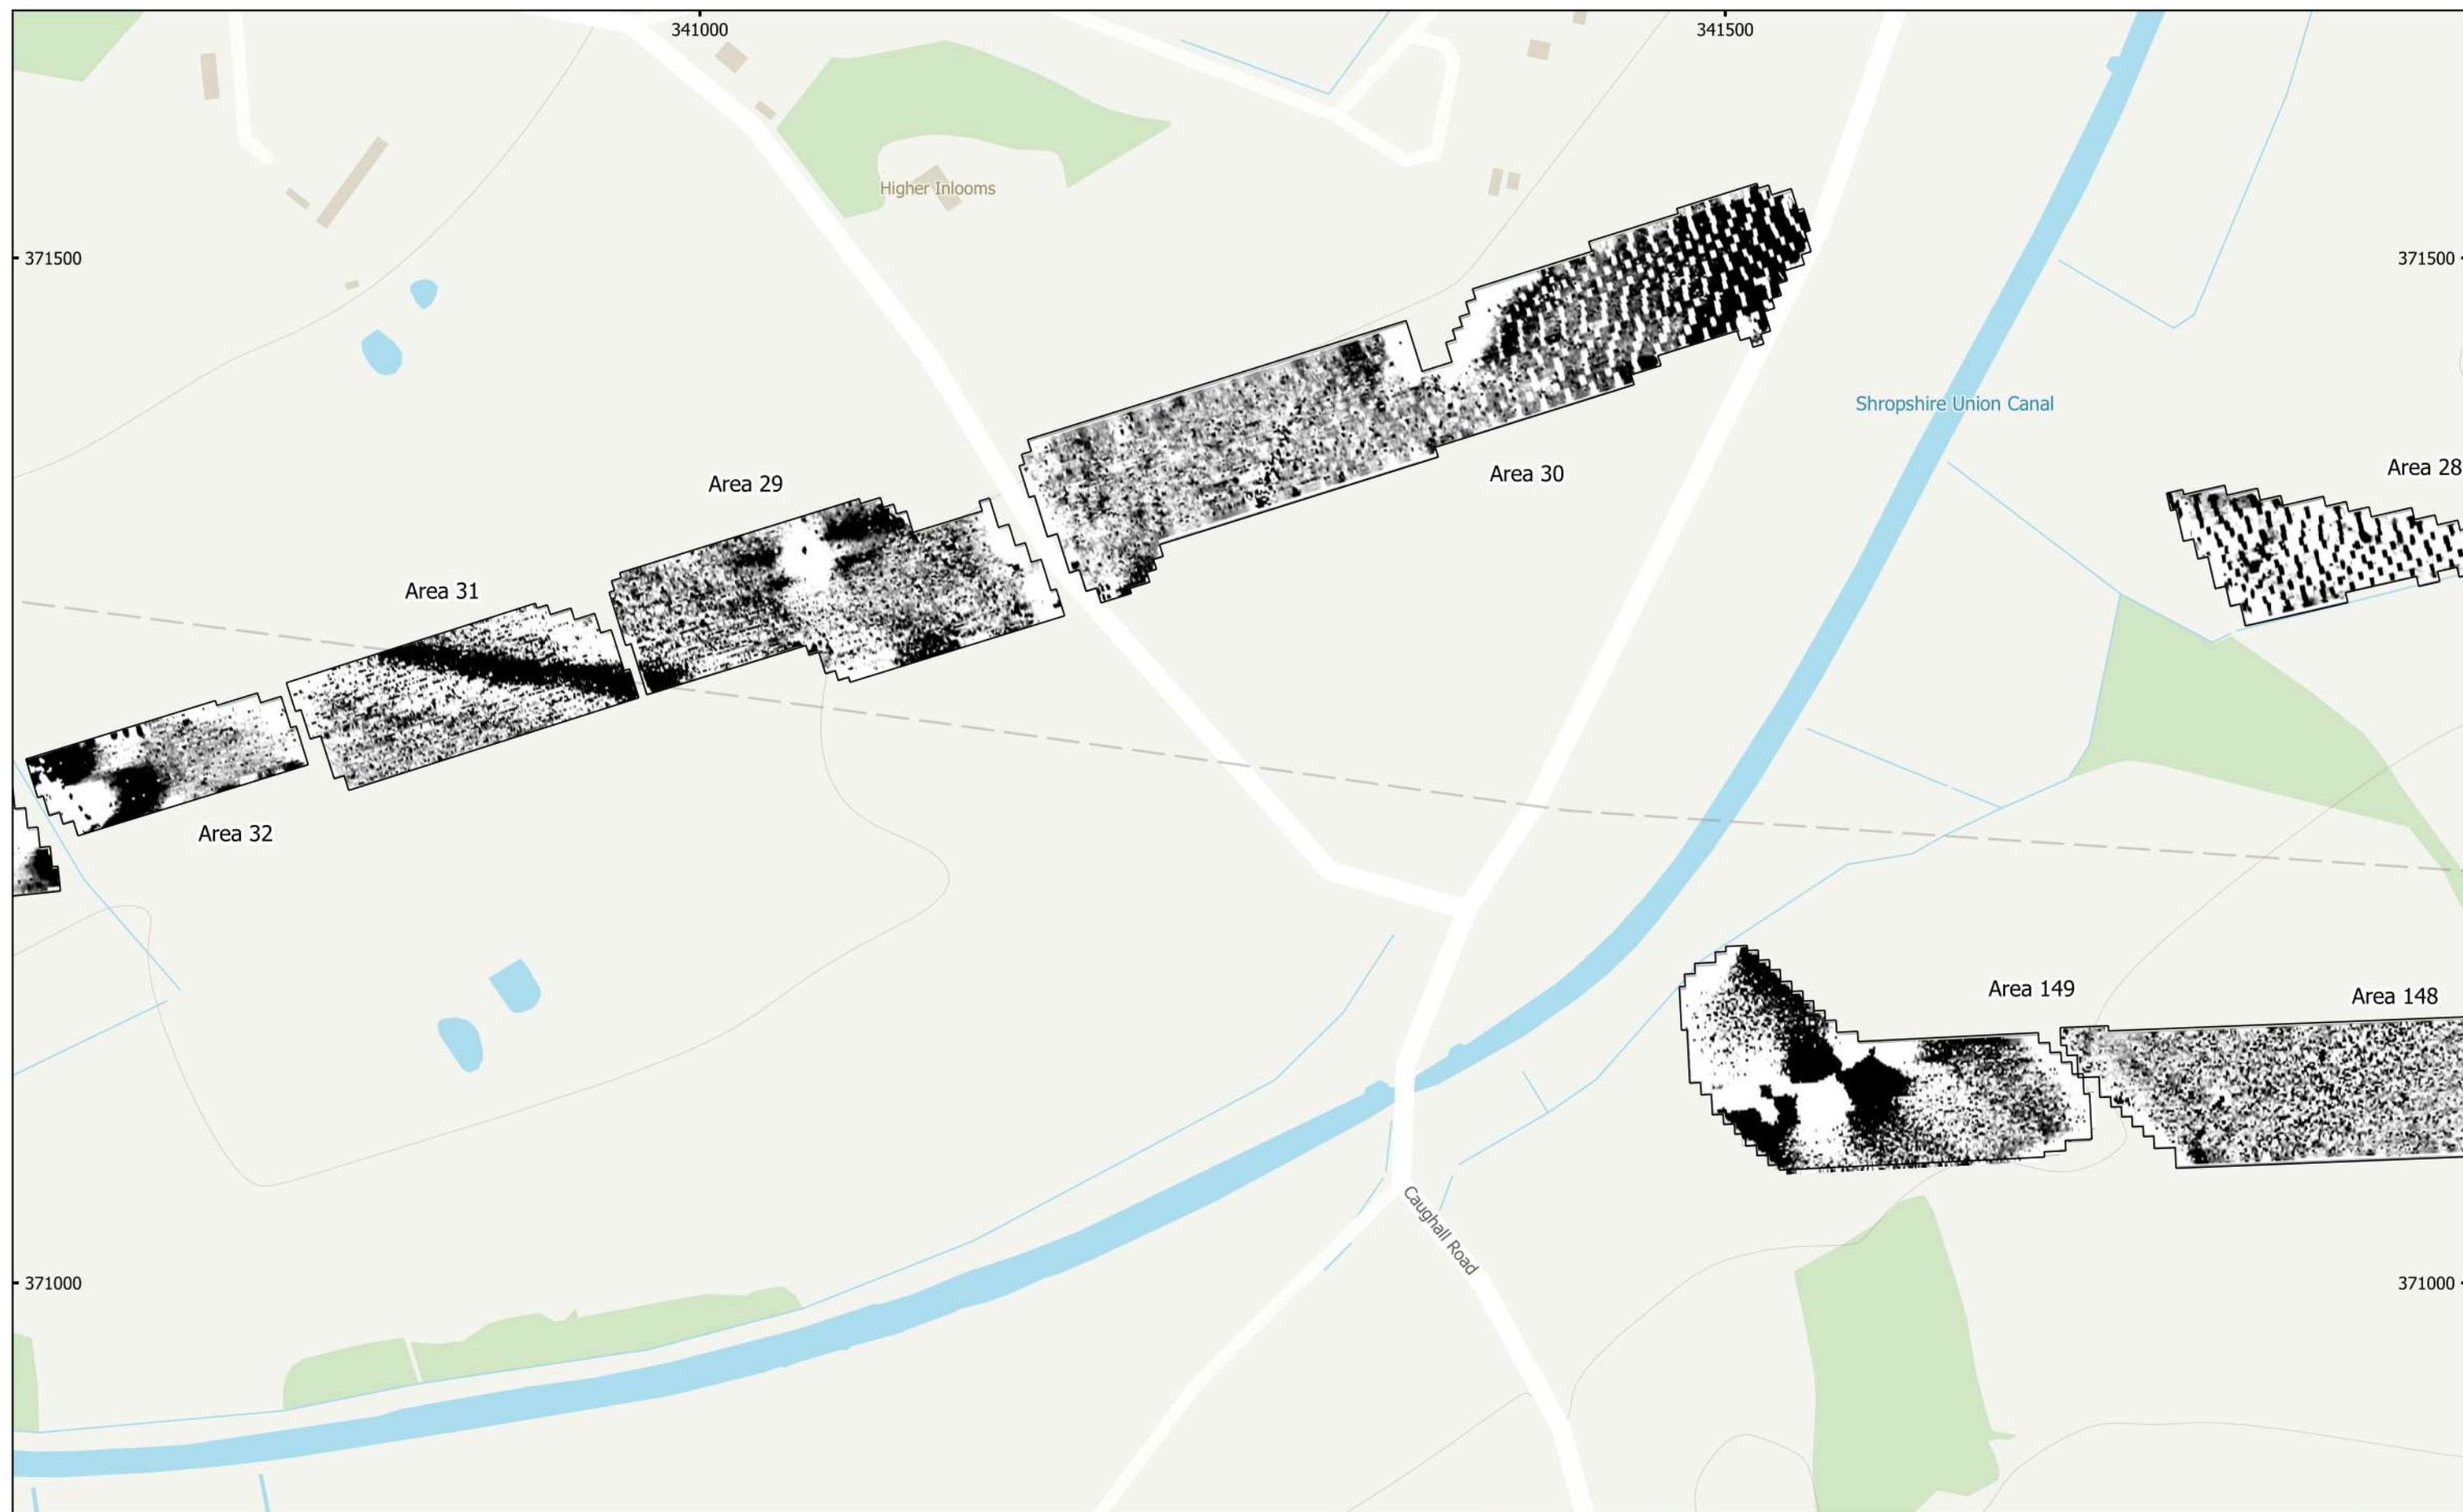 341000
341500
Higher Inlooms
371500
371500
Shropshire Union Canal
Area 28
Area 30
Area 29
Area 31
Area 32
Area 149
Area 148
Caughall Road
371000
371000